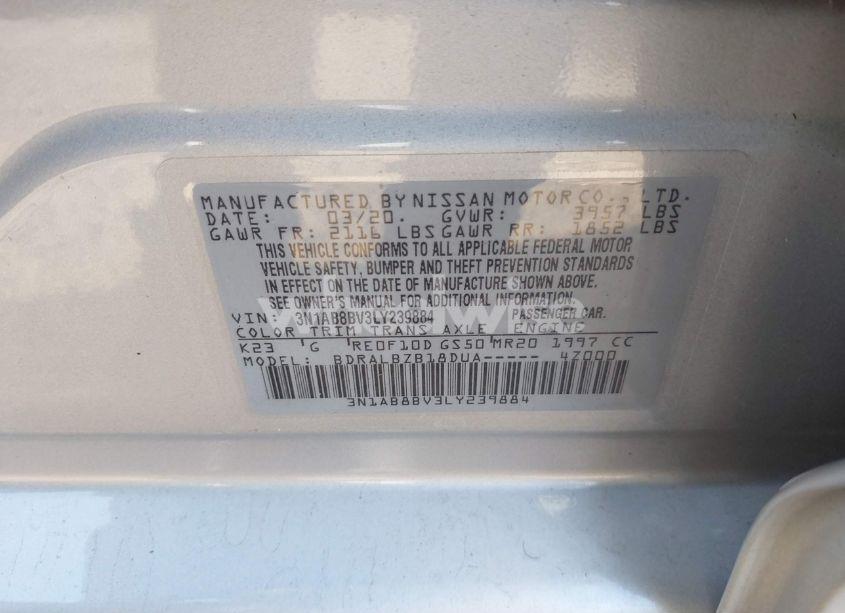 MANUFACTURED BY NISSAN MOTOR CO., LTD.
DATE: 03/20. GVWR: 3957 LBS
GAWR FR: 2116 LBS GAWR RR: 1852 LBS
THIS VEHICLE CONFORMS TO ALL APPLICABLE FEDERAL MOTOR
VEHICLE SAFETY, BUMPER AND THEFT PREVENTION STANDARDS
IN EFFECT ON THE DATE OF MANUFACTURE SHOWN ABOVE.
SEE OWNER'S MANUAL FOR ADDITIONAL INFORMATION.
VIN: 3N1AB8BV3LY239884 PASSENGER CAR.
COLOR TRIM TRANS AXLE ENGINE
K23 G RE0F10D GS50 MR20 1997 CC
MODEL: BDRALBZB18DUA----- 4Z000
3N1AB8BV3LY239884